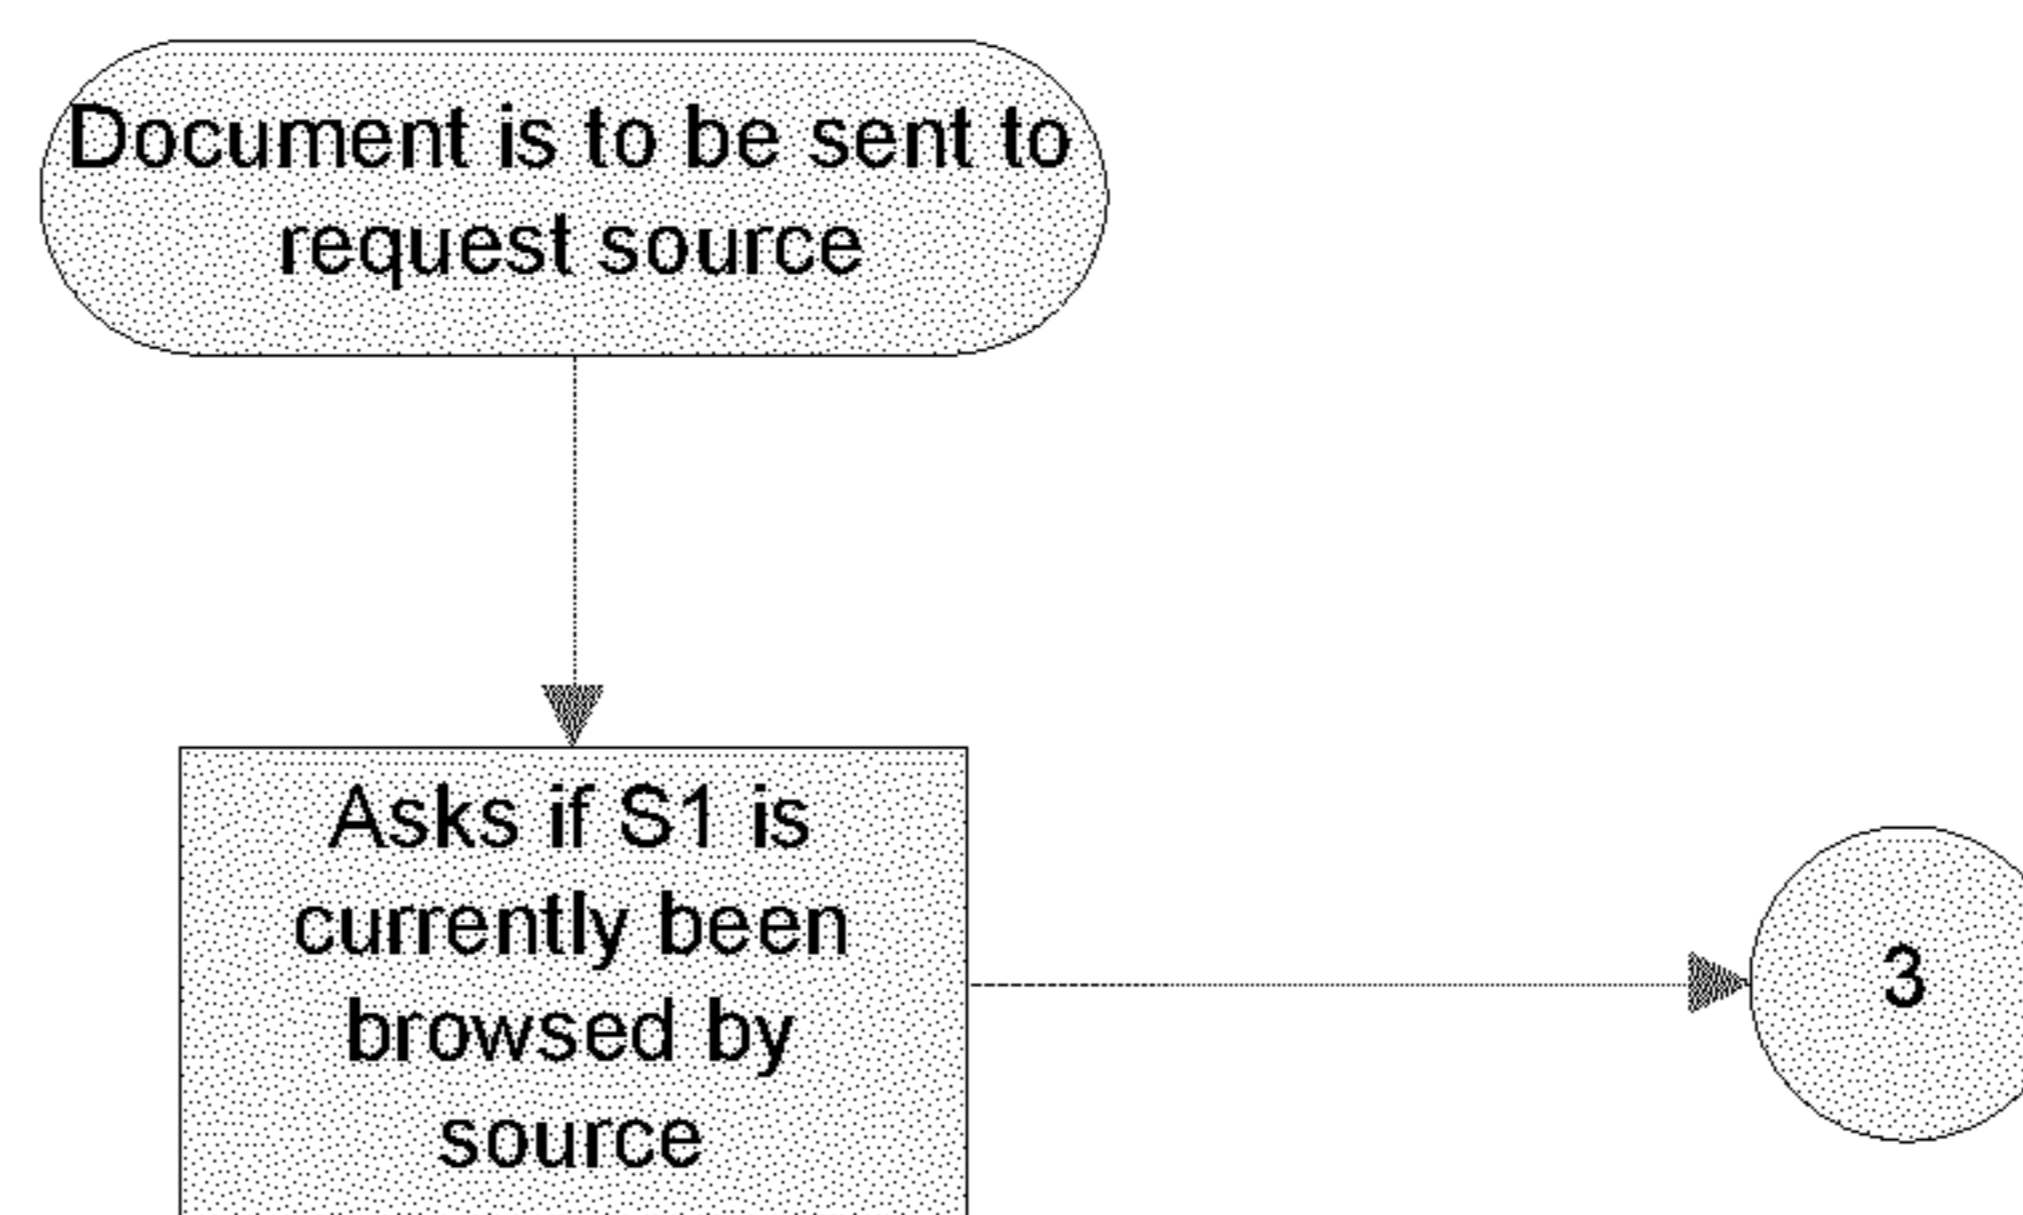 Document is to be sent to
request source
Asks if S1 is
currently been
browsed by
source
3